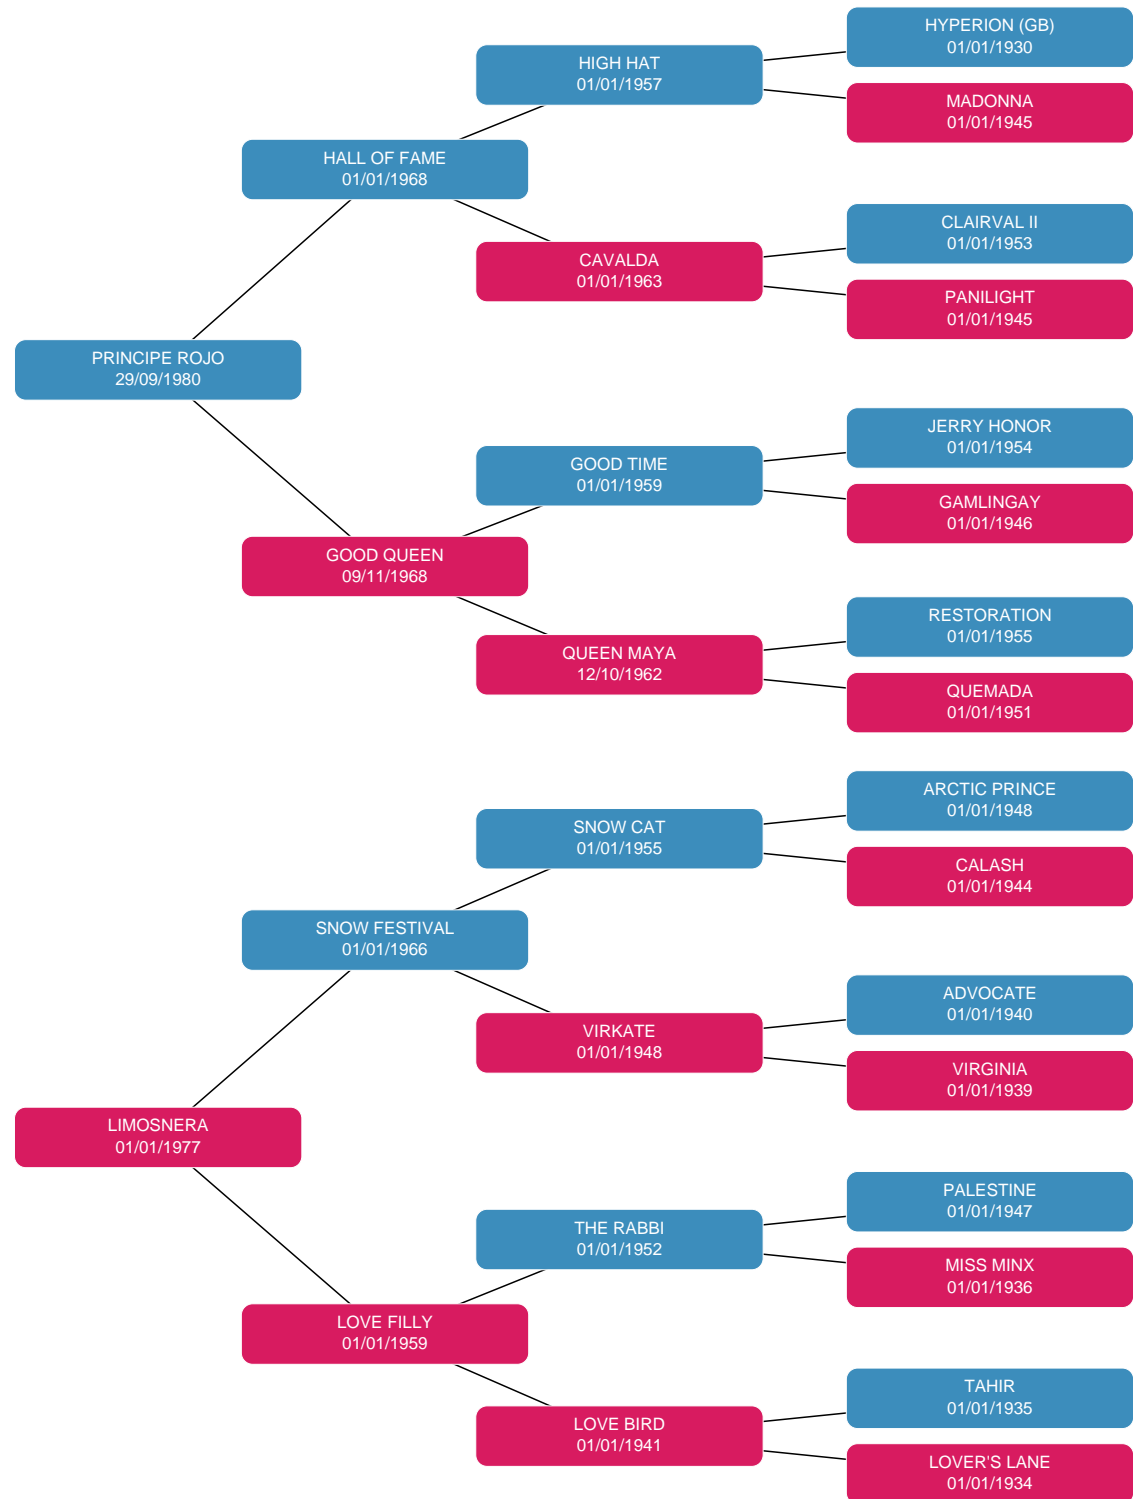 HYPERION (GB)
01/01/1930
HIGH HAT
01/01/1957
MADONNA
01/01/1945
HALL OF FAME
01/01/1968
CLAIRVAL II
01/01/1953
CAVALDA
01/01/1963
PANILIGHT
01/01/1945
PRINCIPE ROJO
29/09/1980
JERRY HONOR
01/01/1954
GOOD TIME
01/01/1959
GAMLINGAY
01/01/1946
GOOD QUEEN
09/11/1968
RESTORATION
01/01/1955
QUEEN MAYA
12/10/1962
QUEMADA
01/01/1951
ARCTIC PRINCE
01/01/1948
SNOW CAT
01/01/1955
CALASH
01/01/1944
SNOW FESTIVAL
01/01/1966
ADVOCATE
01/01/1940
VIRKATE
01/01/1948
VIRGINIA
01/01/1939
LIMOSNERA
01/01/1977
PALESTINE
01/01/1947
THE RABBI
01/01/1952
MISS MINX
01/01/1936
LOVE FILLY
01/01/1959
TAHIR
01/01/1935
LOVE BIRD
01/01/1941
LOVER'S LANE
01/01/1934